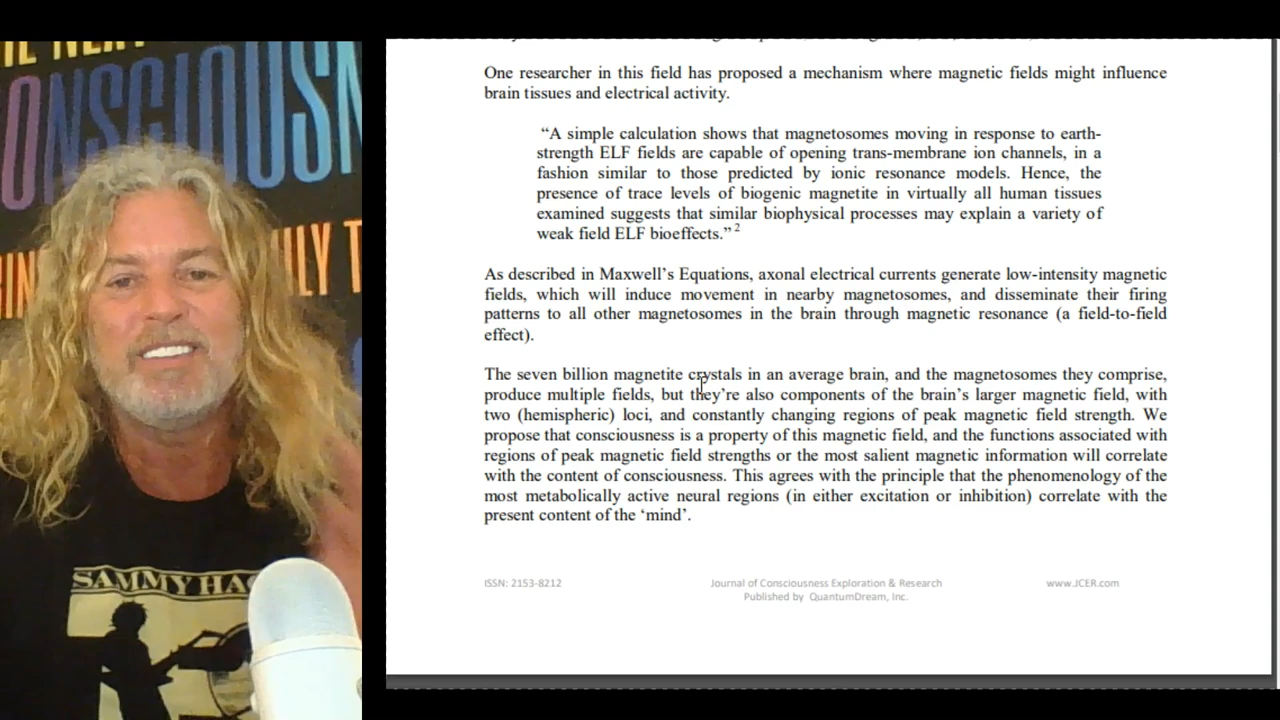 THE NEX
CONSCIOUSN
ILY T
SAMMY HAG
One researcher in this field has proposed a mechanism where magnetic fields might influence
brain tissues and electrical activity.
“A simple calculation shows that magnetosomes moving in response to earth-
strength ELF fields are capable of opening trans-membrane ion channels, in a
fashion similar to those predicted by ionic resonance models. Hence, the
presence of trace levels of biogenic magnetite in virtually all human tissues
examined suggests that similar biophysical processes may explain a variety of
weak field ELF bioeffects.” 2
As described in Maxwell’s Equations, axonal electrical currents generate low-intensity magnetic
fields, which will induce movement in nearby magnetosomes, and disseminate their firing
patterns to all other magnetosomes in the brain through magnetic resonance (a field-to-field
effect).
The seven billion magnetite crystals in an average brain, and the magnetosomes they comprise,
produce multiple fields, but they’re also components of the brain’s larger magnetic field, with
two (hemispheric) loci, and constantly changing regions of peak magnetic field strength. We
propose that consciousness is a property of this magnetic field, and the functions associated with
regions of peak magnetic field strengths or the most salient magnetic information will correlate
with the content of consciousness. This agrees with the principle that the phenomenology of the
most metabolically active neural regions (in either excitation or inhibition) correlate with the
present content of the ‘mind’.
ISSN: 2153-8212 Journal of Consciousness Exploration & Research www.JCER.com
Published by QuantumDream, Inc.